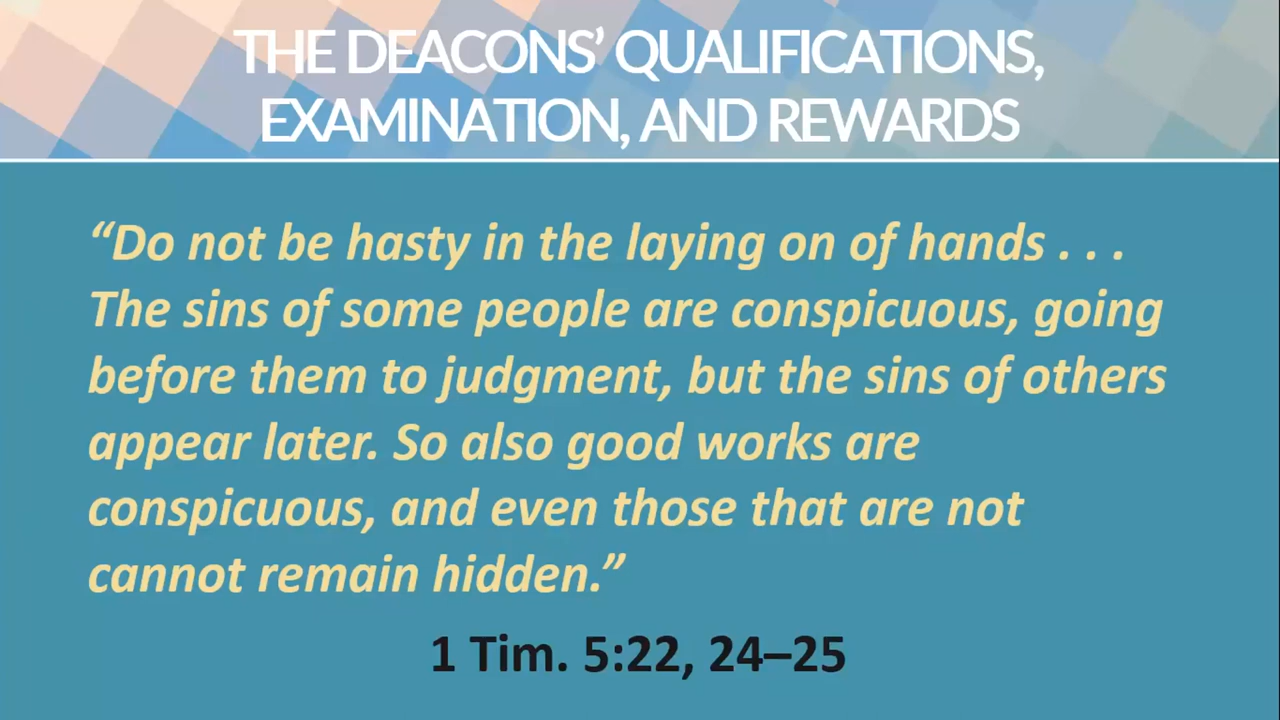 THE DEACONS’ QUALIFICATIONS,
EXAMINATION, AND REWARDS
“Do not be hasty in the laying on of hands . . .
The sins of some people are conspicuous, going
before them to judgment, but the sins of others
appear later. So also good works are
conspicuous, and even those that are not
cannot remain hidden.”
1 Tim. 5:22, 24–25